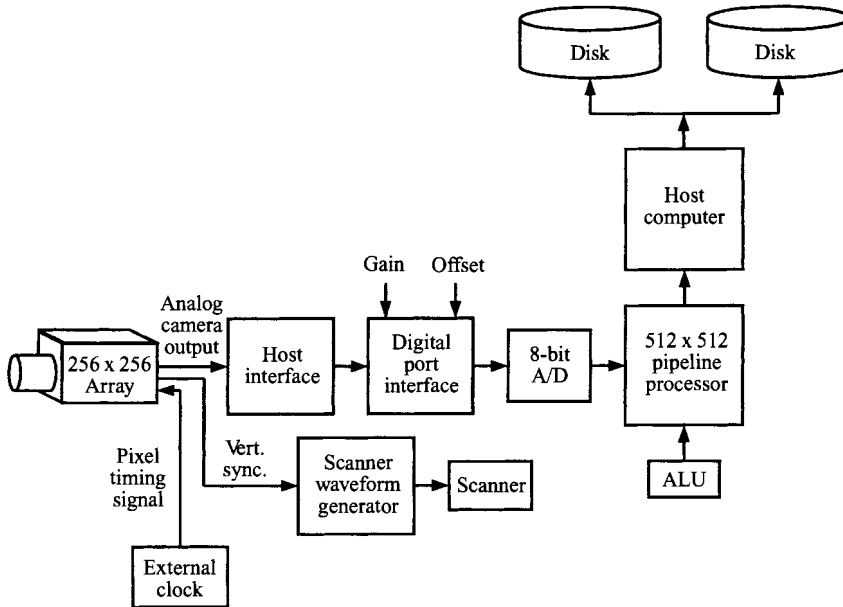 Disk
Disk
Host
computer
Gain
Offset
Analog
camera
output
256 x 256
Array
Host
interface
Digital
port
interface
8-bit
A/D
512 x 512
pipeline
processor
Pixel
timing
signal
Vert.
sync.
Scanner
waveform
generator
Scanner
ALU
External
clock